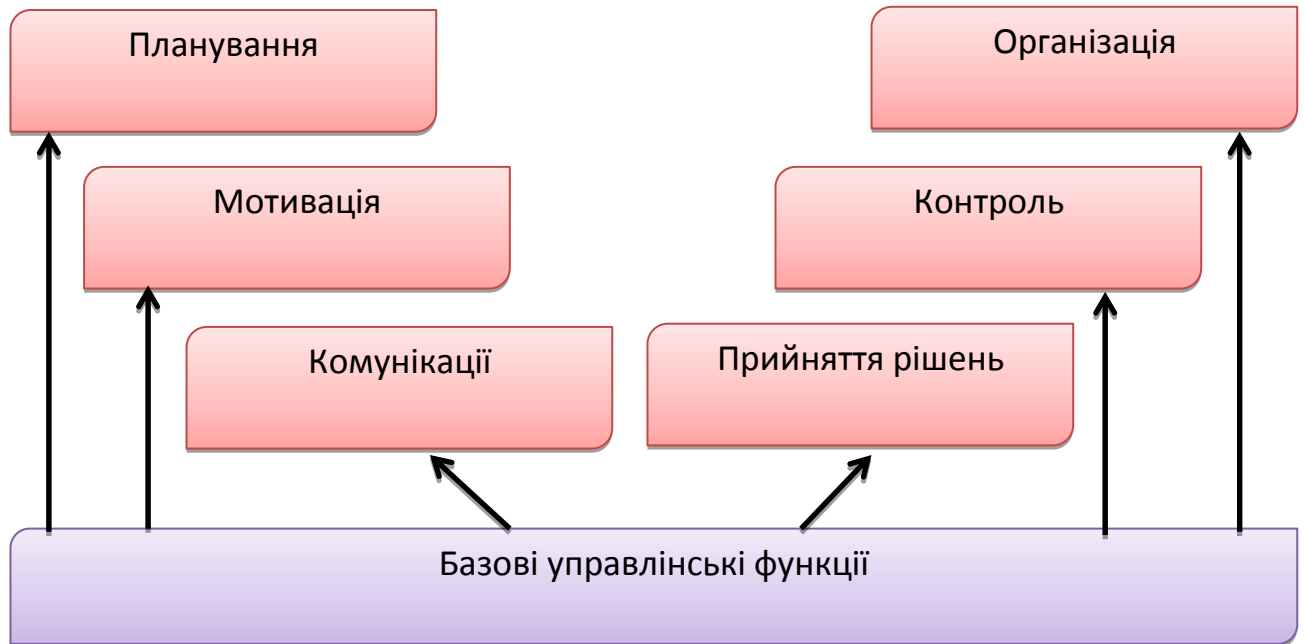 Планування
Організація
Мотивація
Контроль
Комунікації
Прийняття рішень
Базові управлінські функції